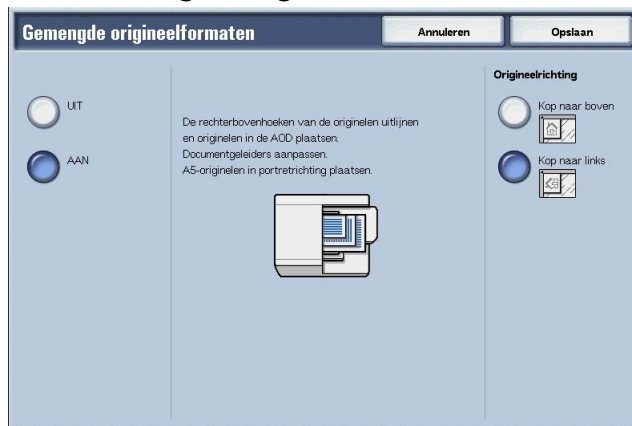 Gemengde origineelformaten
Annuleren
Opslaan
UIT
AAN
De rechterbovenhoeken van de originelen uitlijnen
en originelen in de AOD plaatsen.
Documentgeleiders aanpassen.
A5-originelen in portretrichting plaatsen.
Origineelrichting
Kop naar boven
Kop naar links